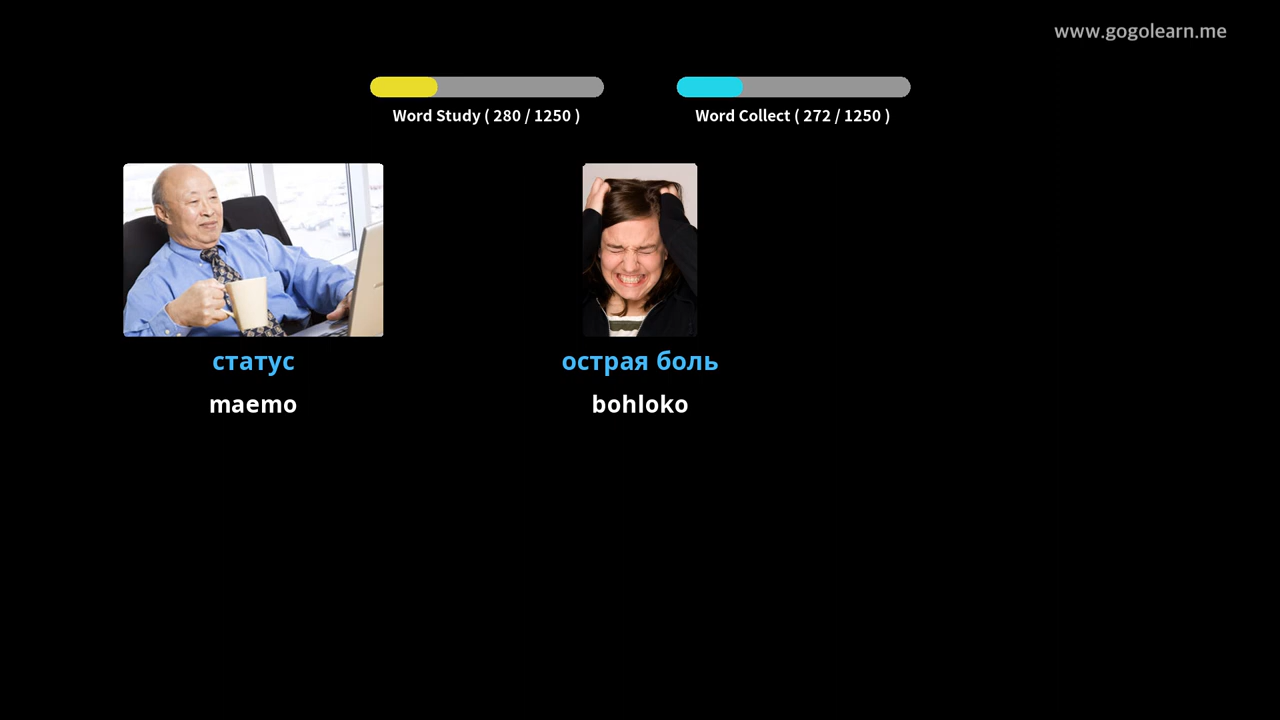 www.gogolearn.me
Word Study ( 280 / 1250 )
Word Collect ( 272 / 1250 )
статус
maemo
острая боль
bohloko